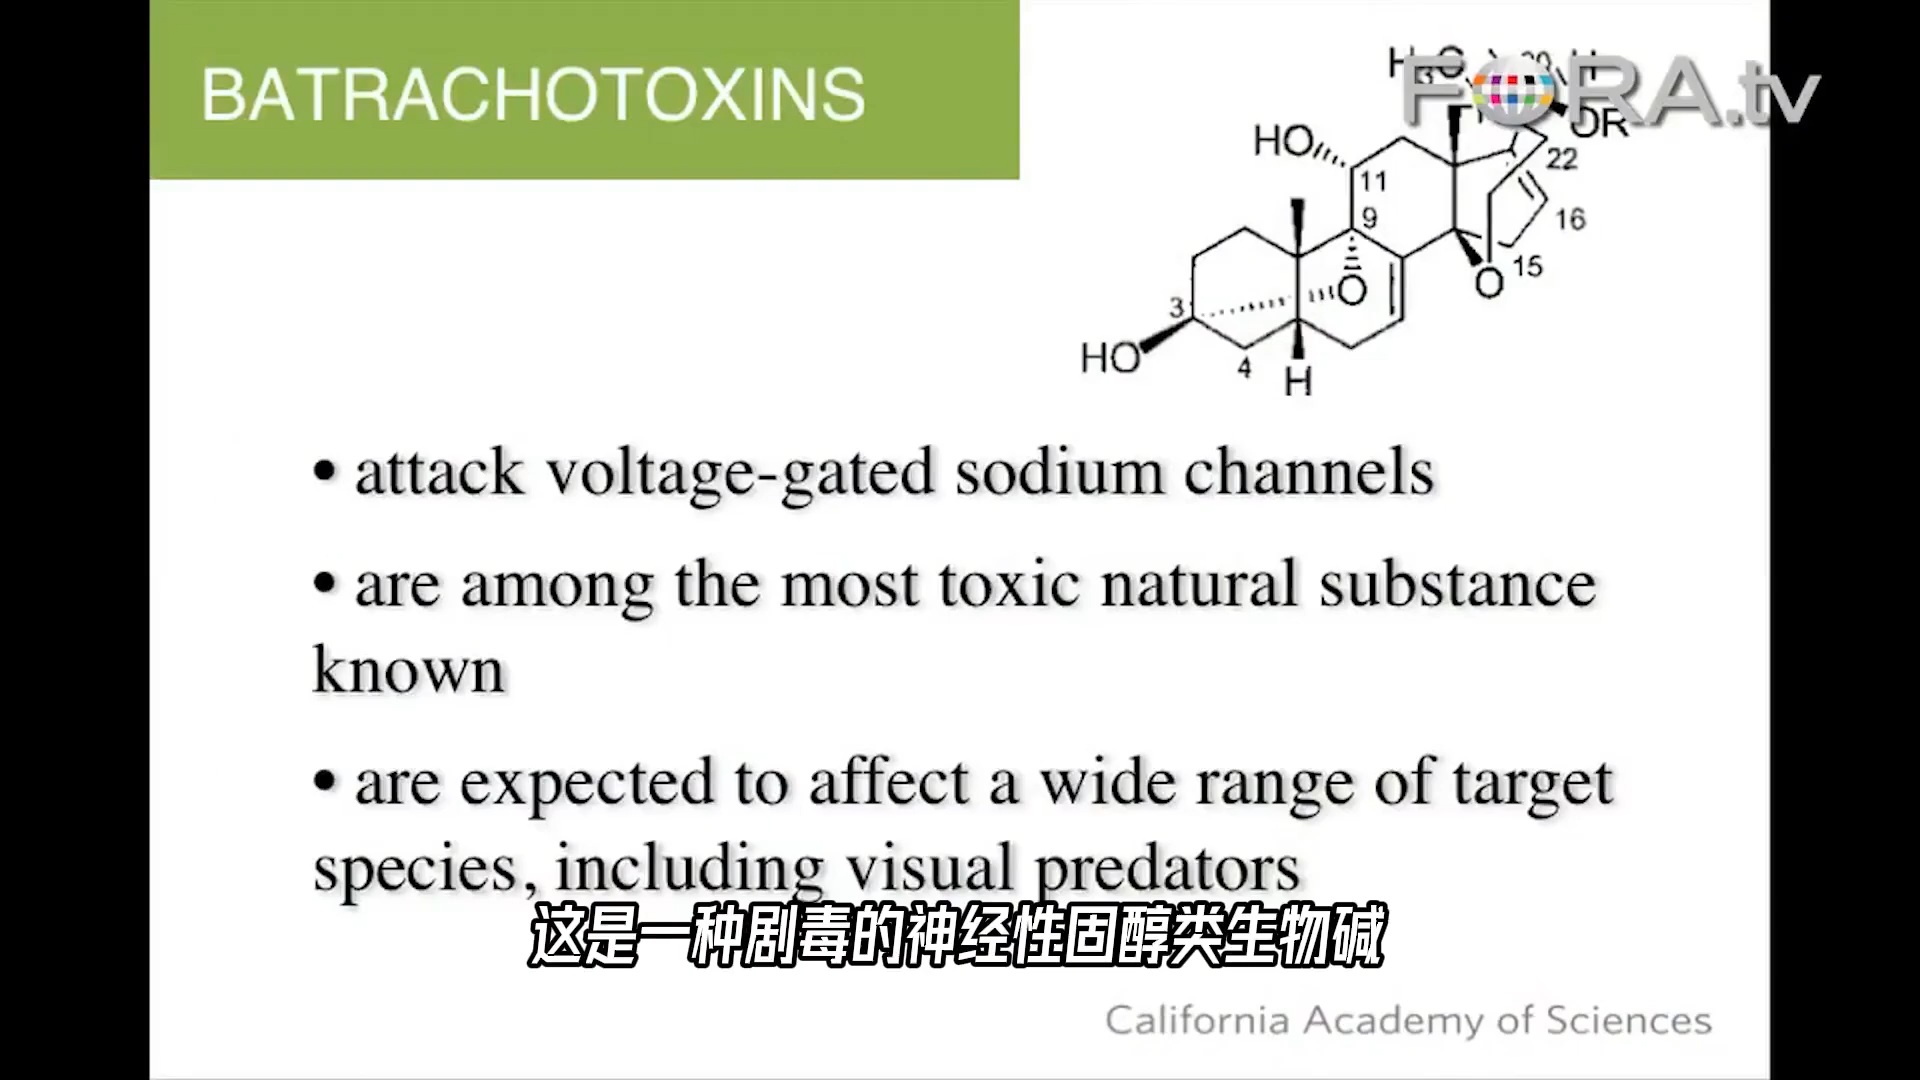 BATRACHOTOXINS
FORA.tv
H₃C
H
OR
HO
22
11
9
16
15
O
O
3
HO
4
H
• attack voltage-gated sodium channels
• are among the most toxic natural substance
known
• are expected to affect a wide range of target
species, including visual predators
这是一种剧毒的神经性固醇类生物碱
California Academy of Sciences